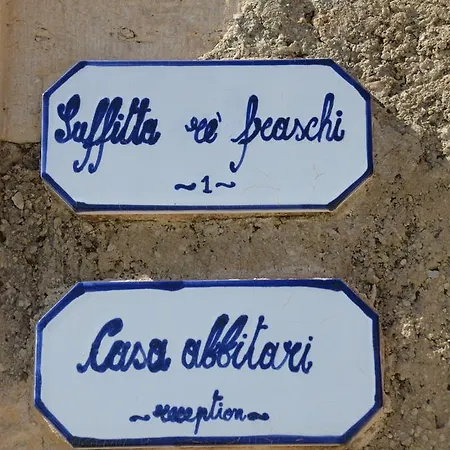 Suffitta re' fraschi
~1~
Casa abbitari
~reception~